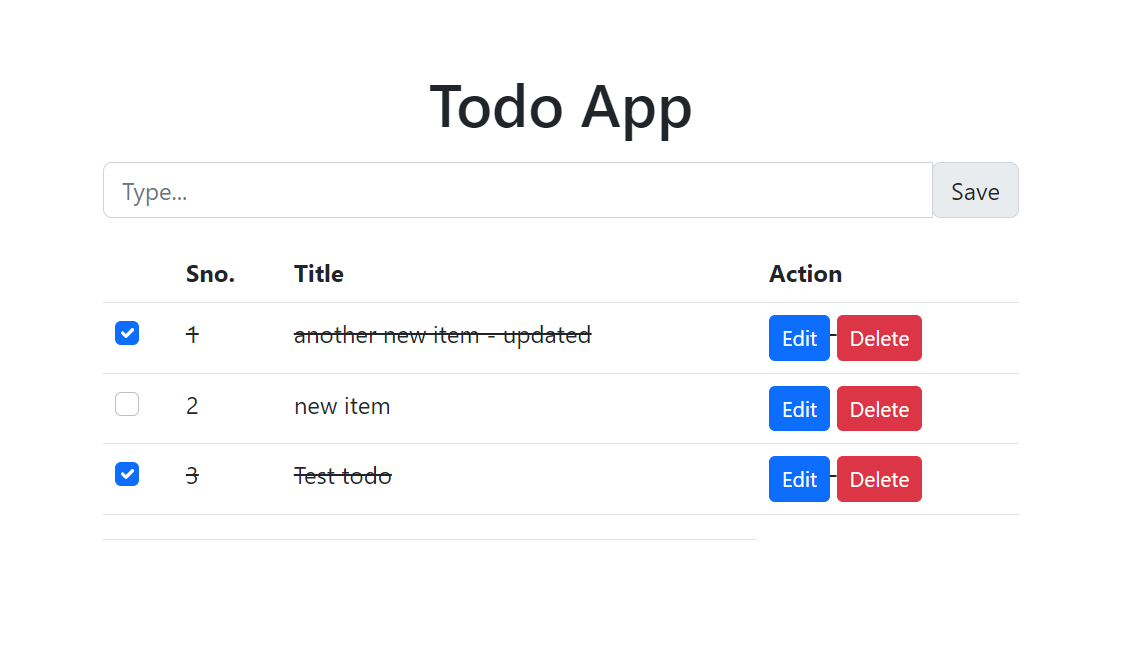 Todo App
Type... Save
Sno. Title Action
1 another new item - updated Edit Delete
2 new item Edit Delete
3 Test todo Edit Delete